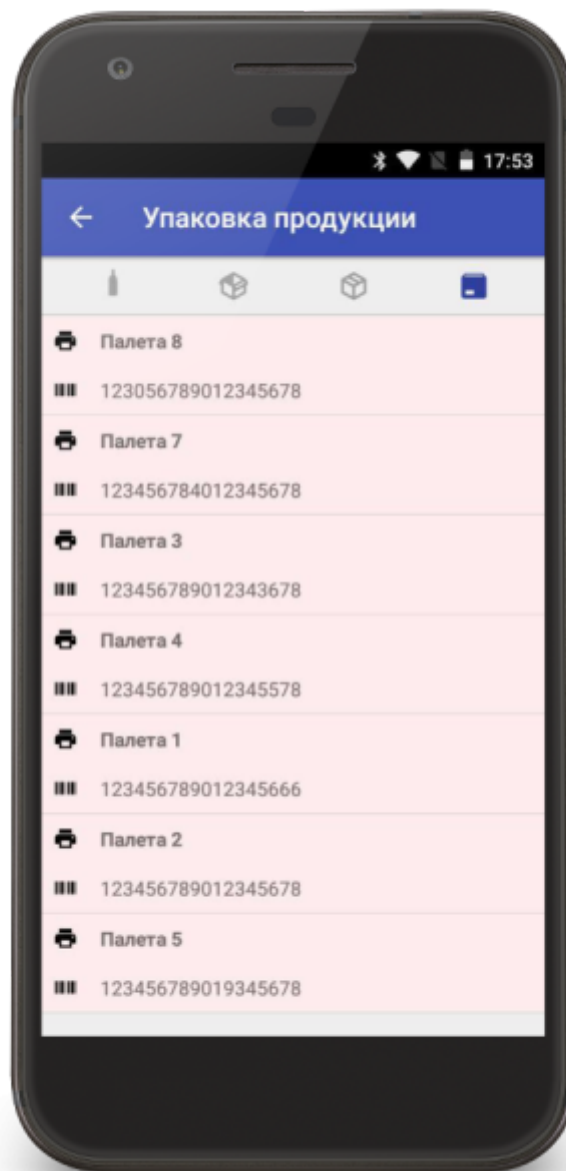 17:53
Упаковка продукции
Палета 8
123056789012345678
Палета 7
123456784012345678
Палета 3
123456789012343678
Палета 4
123456789012345578
Палета 1
123456789012345666
Палета 2
123456789012345678
Палета 5
123456789019345678